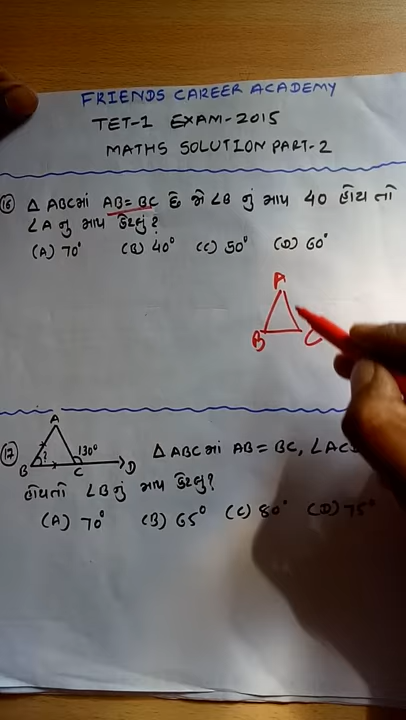 FRIENDS CAREER ACADEMY
TET-1 EXAM-2015
MATHS SOLUTION PART-2
(16) △ ABCમાં AB=BC છે જો ∠B નું માપ 40 હોય તો
∠A નું માપ કેટલું?
(A) 70° (B) 40° (C) 50° (D) 60°
A
B C
A
(17) 130° △ ABCમાં AB=BC, ∠AC
B ? C D
હોયતો ∠B નું માપ કેટલું?
(A) 70° (B) 65° (C) 80° (D) 75°